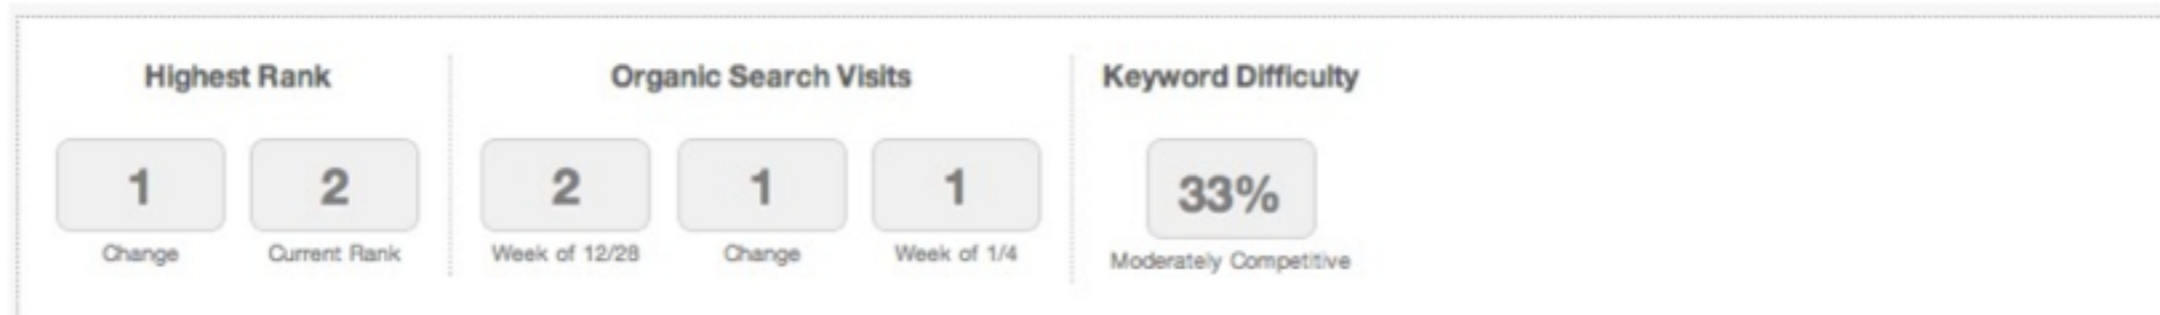 Highest Rank Organic Search Visits Keyword Difficulty
1 2 2 1 1 33%
Change Current Rank Week of 12/28 Change Week of 1/4 Moderately Competitive